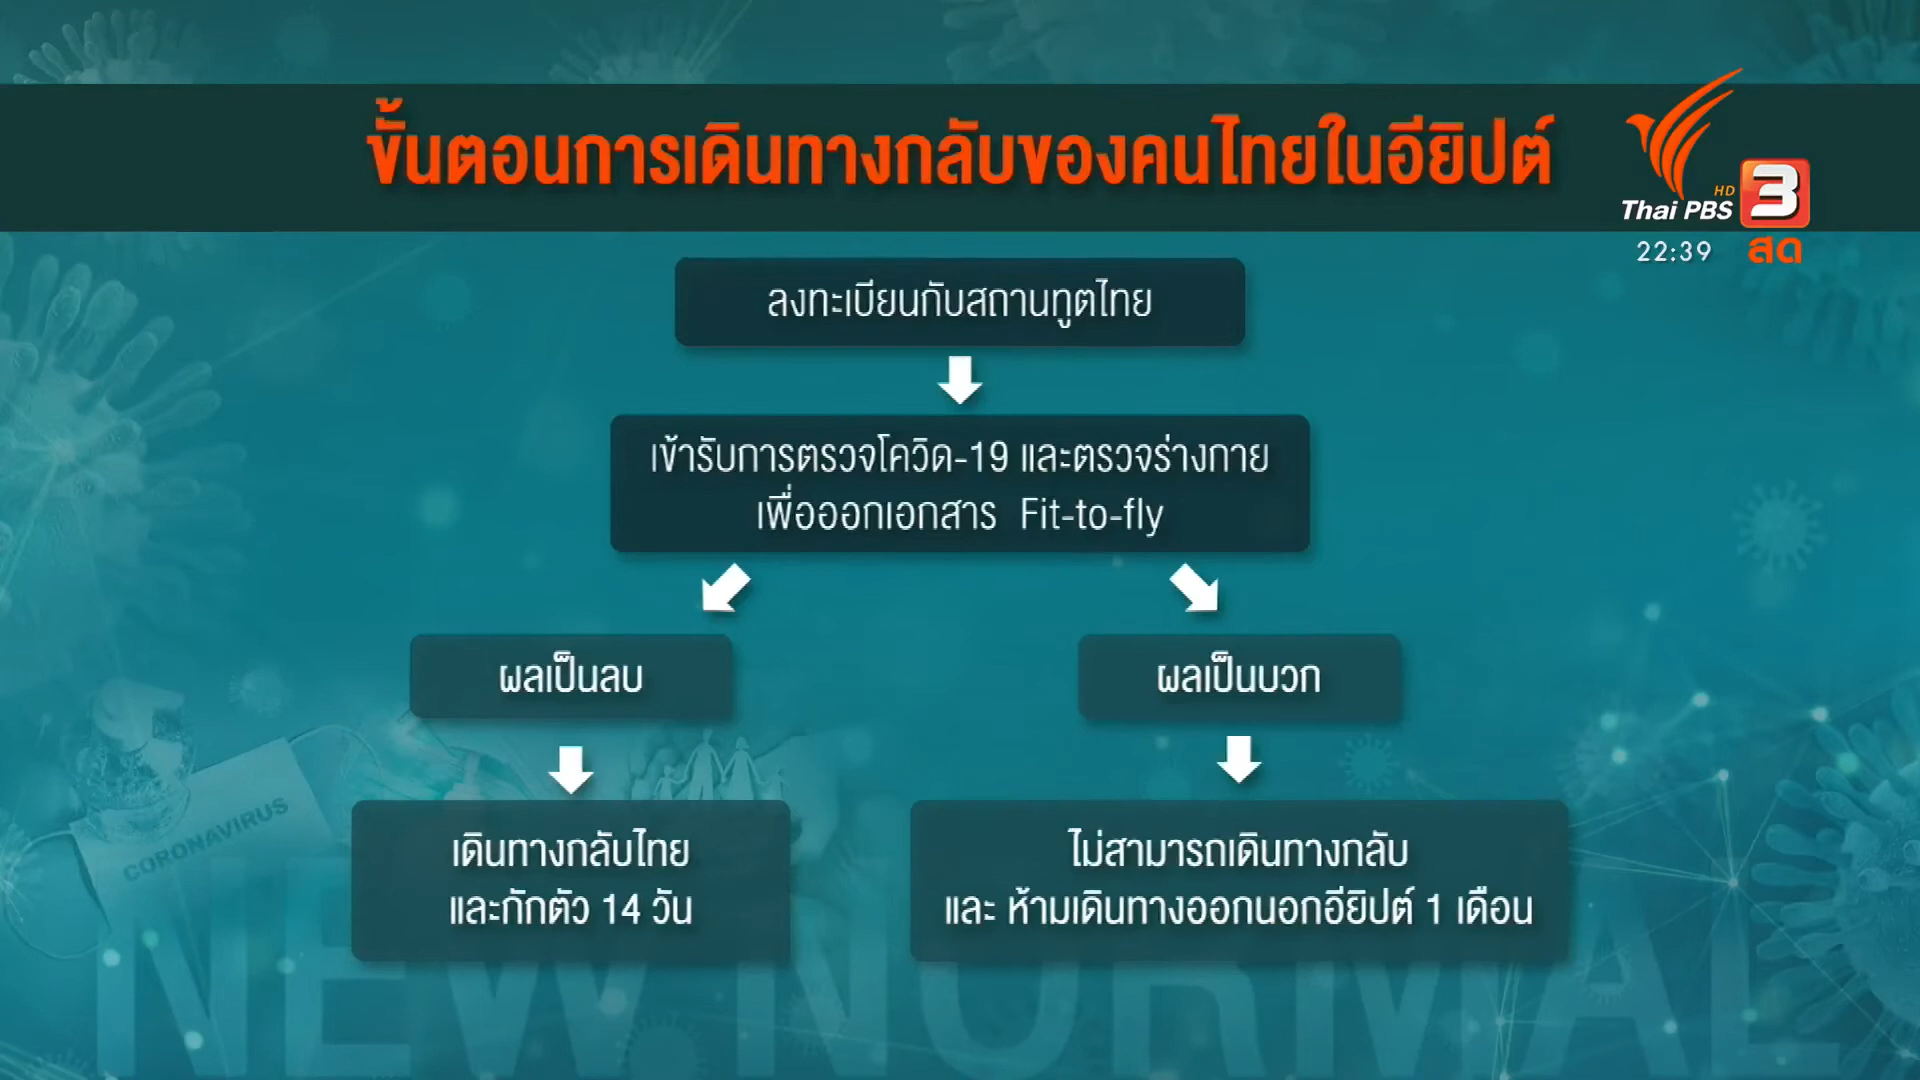 ขั้นตอนการเดินทางกลับของคนไทยในอียิปต์
HD
Thai PBS 3
22:39 สด
ลงทะเบียนกับสถานทูตไทย
เข้ารับการตรวจโควิด-19 และตรวจร่างกาย
เพื่อออกเอกสาร Fit-to-fly
ผลเป็นลบ
ผลเป็นบวก
เดินทางกลับไทย
และกักตัว 14 วัน
ไม่สามารถเดินทางกลับ
และ ห้ามเดินทางออกนอกอียิปต์ 1 เดือน
CORONAVIRUS
NEW NORMAL